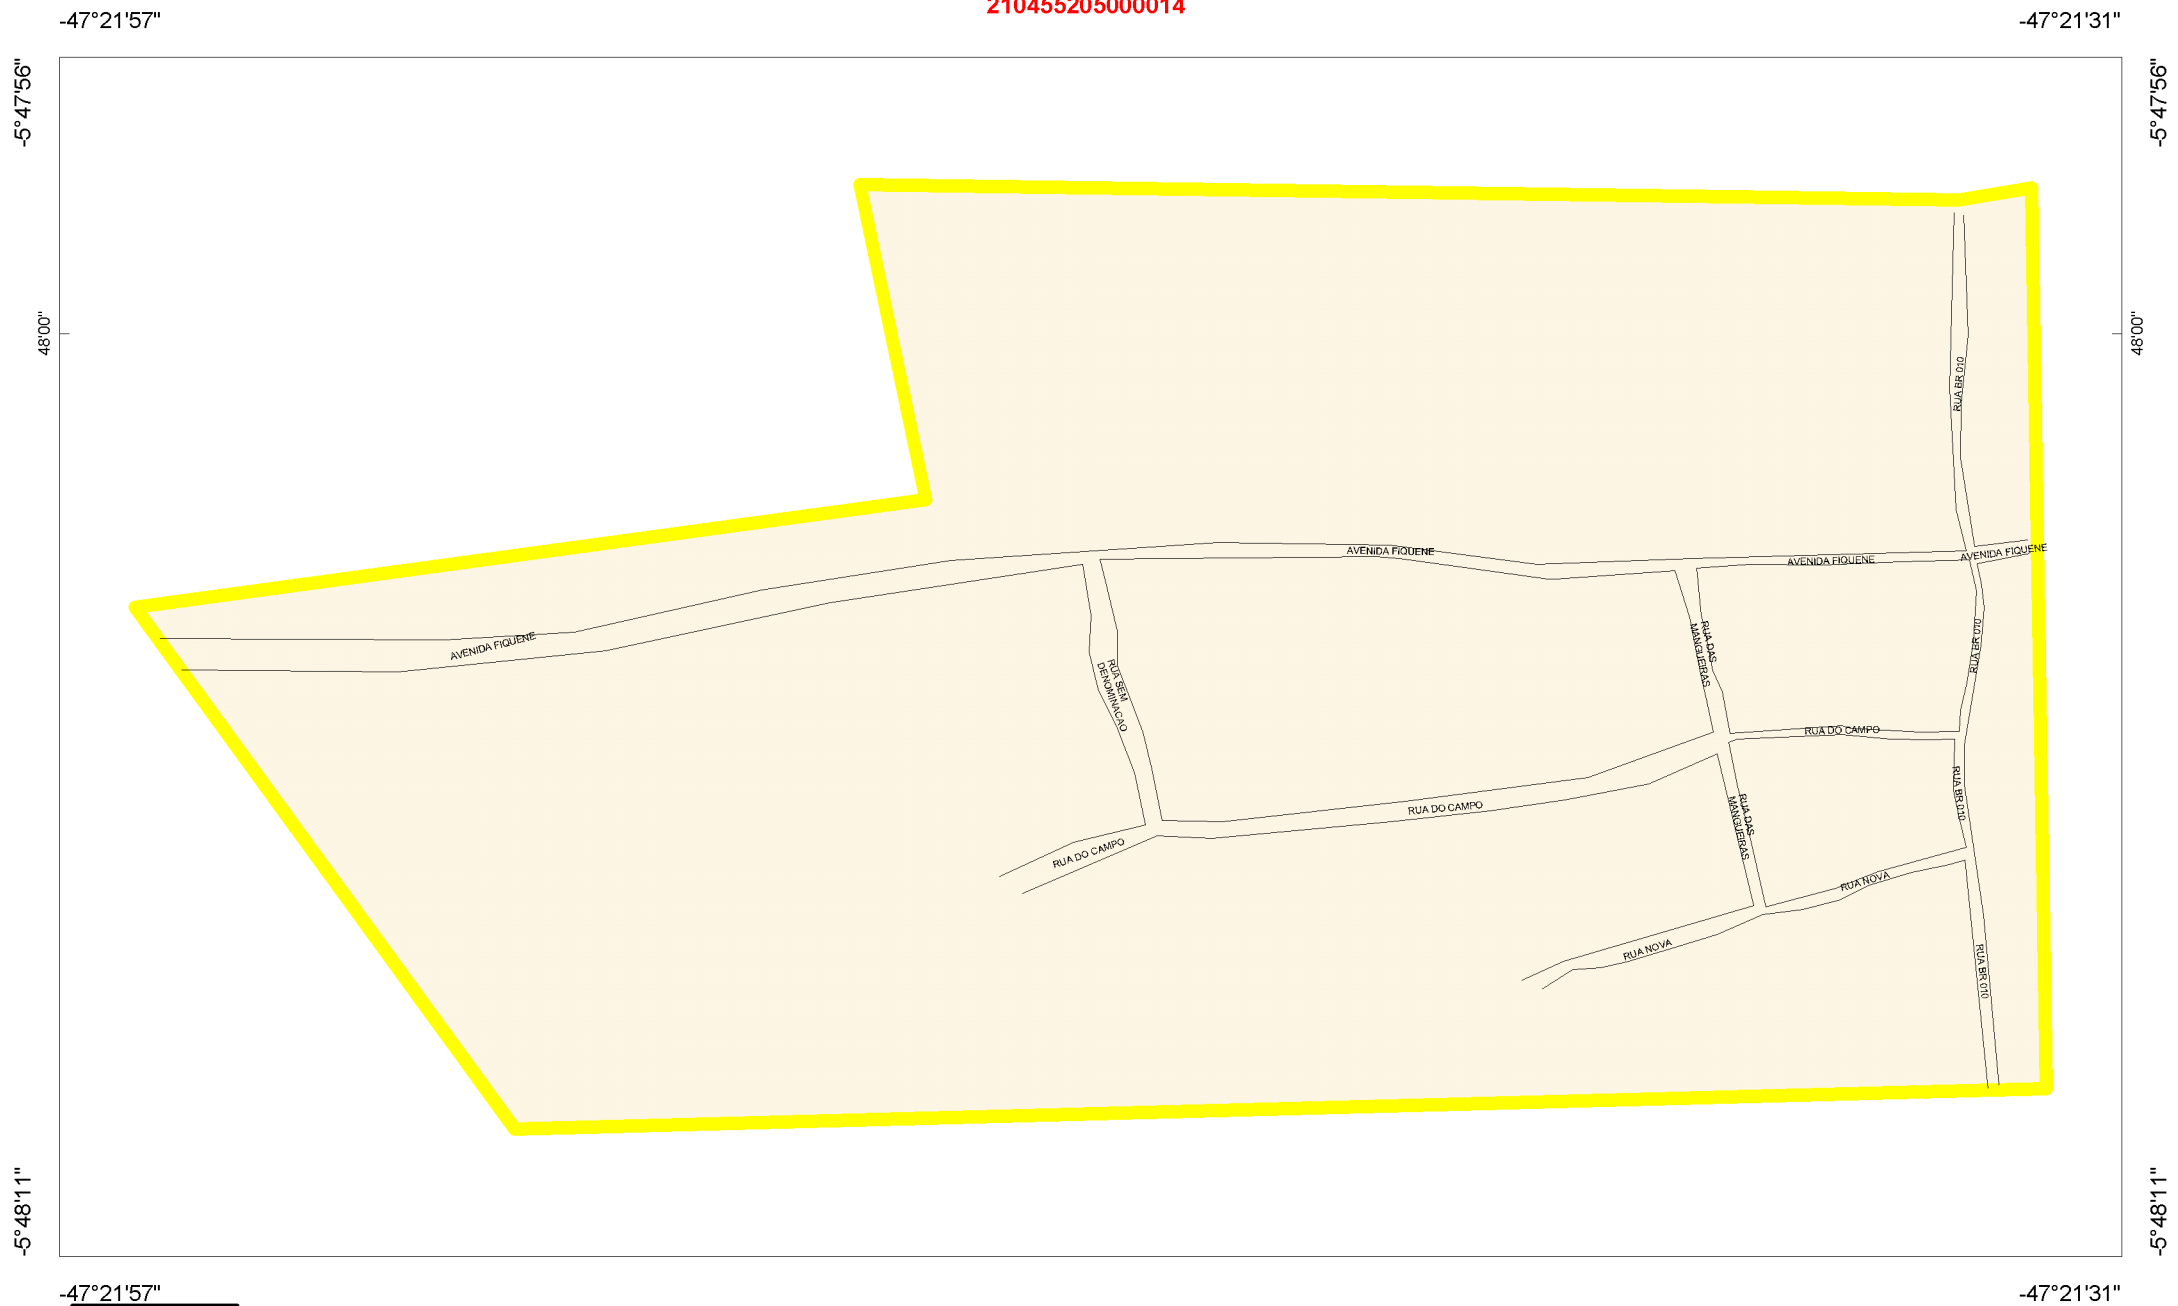 210455205000014
-47°21'57"
-47°21'31"
-5°47'56"
-5°47'56"
48'00"
48'00"
RUA BR 010
AVENIDA FIQUENE
AVENIDA FIQUENE
AVENIDA FIQUENE
AVENIDA FIQUENE
RUA SEM
DENOMINACAO
RUA DAS
MANGUEIRAS
RUA BR 010
RUA DO CAMPO
RUA DO CAMPO
RUA DO CAMPO
RUA DAS
MANGUEIRAS
RUA BR 010
RUA NOVA
RUA NOVA
RUA BR 010
-5°48'11"
-5°48'11"
-47°21'57"
-47°21'31"